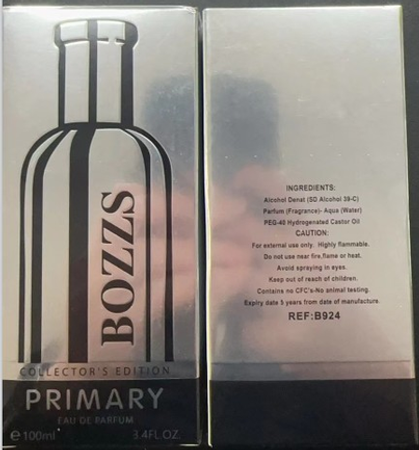 BOZZS
COLLECTOR'S EDITION
PRIMARY
EAU DE PARFUM
℮100ml 3.4FL OZ.
INGREDIENTS:
Alcohol Denat (SD Alcohol 39-C)
Parfum (Fragrance)- Aqua (Water)
PEG-40 Hydrogenated Castor Oil
CAUTION:
For external use only. Highly flammable.
Do not use near fire,flame or heat.
Avoid spraying in eyes.
Keep out of reach of children.
Contains no CFC's-No animal testing.
Expiry date 5 years from date of manufacture
REF:B924